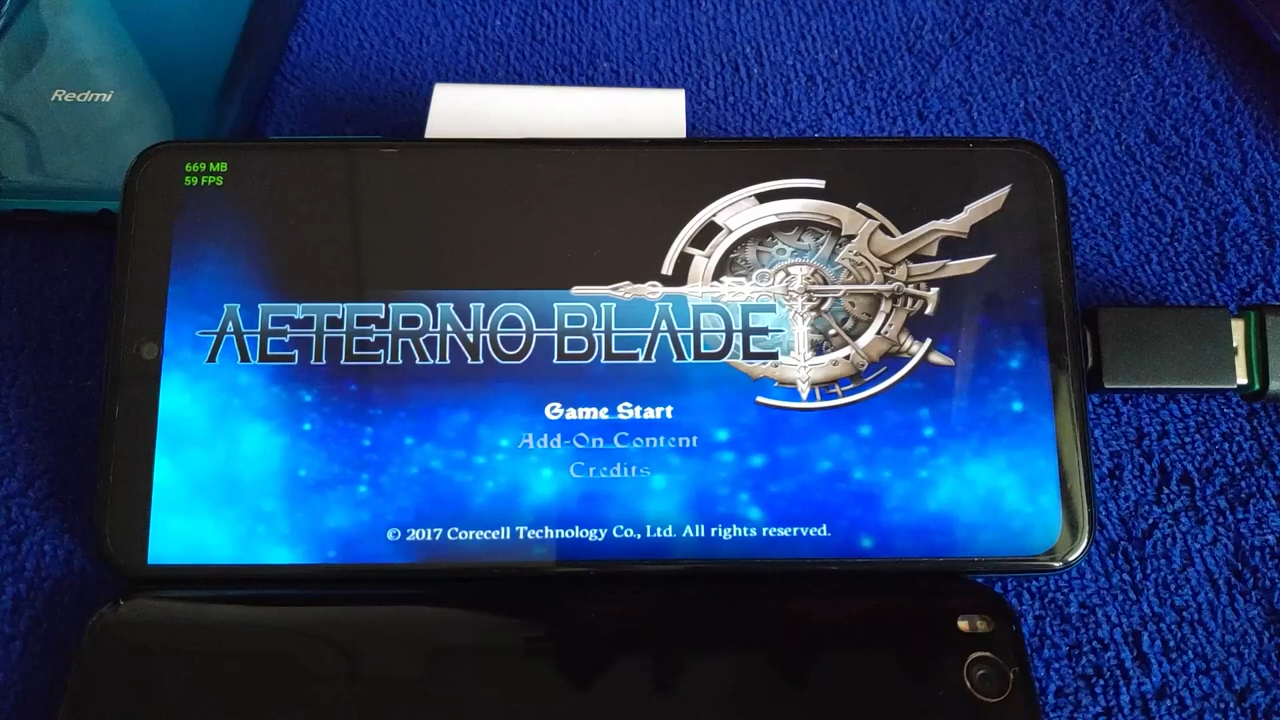 Redmi
669 MB
59 FPS
AETERNO BLADE
Game Start
Add-On Content
Credits
© 2017 Corecell Technology Co., Ltd. All rights reserved.